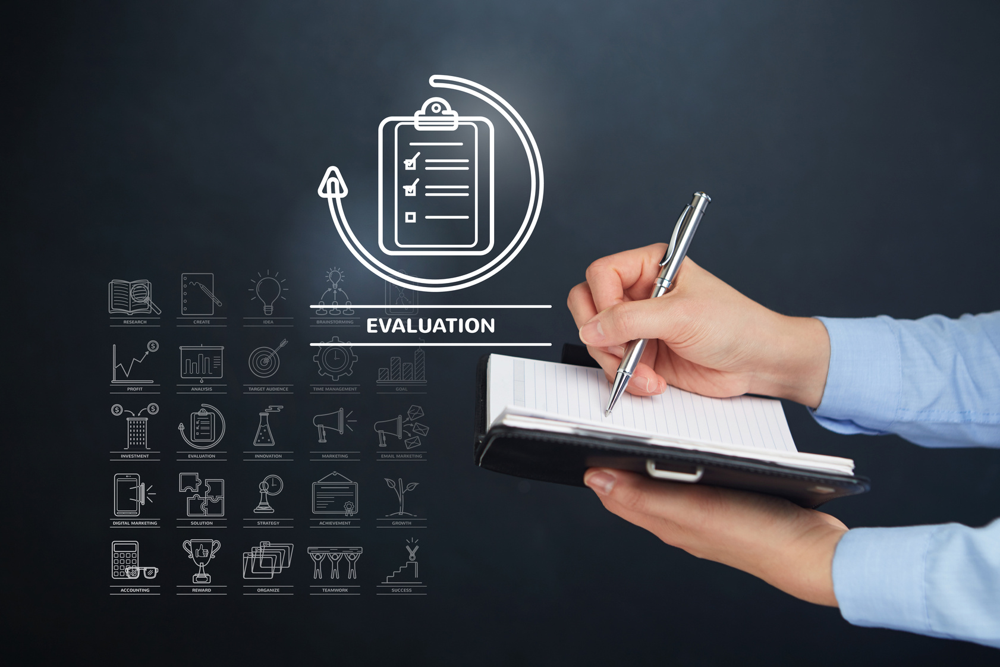 EVALUATION
RESEARCH
CREATE
IDEA
BRAINSTORMING
PROFIT
ANALYSIS
TARGET AUDIENCE
TIME MANAGEMENT
GOAL
INVESTMENT
EVALUATION
INNOVATION
MARKETING
EMAIL MARKETING
DIGITAL MARKETING
SOLUTION
STRATEGY
ACHIEVEMENT
GROWTH
ACCOUNTING
REWARD
ORGANIZE
TEAMWORK
SUCCESS